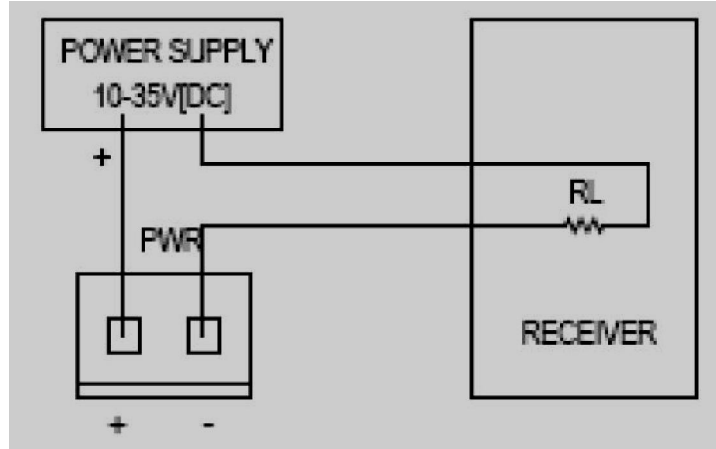 POWER SUPPLY
10-35V[DC]
+
PWR
RL
RECEIVER
+ -